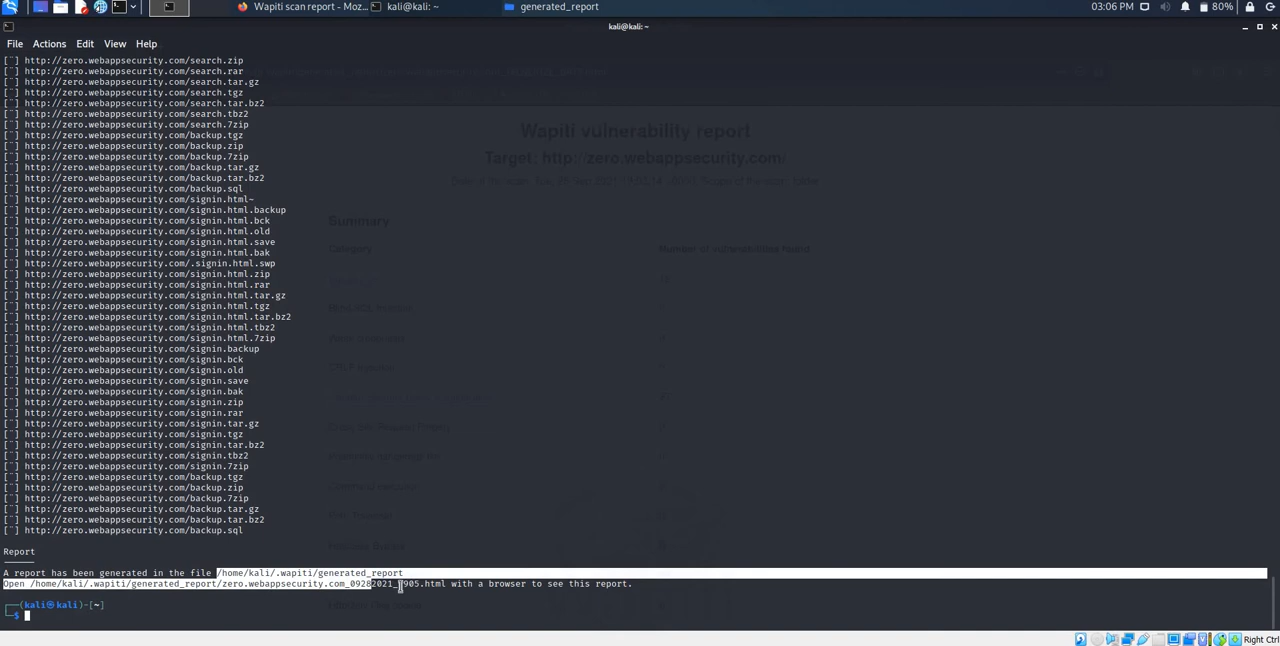 Wapiti scan report - Moz...
kali@kali: ~
generated_report
03:06 PM
80%
kali@kali: ~
File Actions Edit View Help
[¨] http://zero.webappsecurity.com/search.zip
[¨] http://zero.webappsecurity.com/search.rar
[¨] http://zero.webappsecurity.com/search.tar.gz
[¨] http://zero.webappsecurity.com/search.tgz
[¨] http://zero.webappsecurity.com/search.tar.bz2
[¨] http://zero.webappsecurity.com/search.tbz2
[¨] http://zero.webappsecurity.com/search.7zip
[¨] http://zero.webappsecurity.com/backup.tgz
[¨] http://zero.webappsecurity.com/backup.zip
[¨] http://zero.webappsecurity.com/backup.7zip
[¨] http://zero.webappsecurity.com/backup.tar.gz
[¨] http://zero.webappsecurity.com/backup.tar.bz2
[¨] http://zero.webappsecurity.com/backup.sql
[¨] http://zero.webappsecurity.com/signin.html~
[¨] http://zero.webappsecurity.com/signin.html.backup
[¨] http://zero.webappsecurity.com/signin.html.bck
[¨] http://zero.webappsecurity.com/signin.html.old
[¨] http://zero.webappsecurity.com/signin.html.save
[¨] http://zero.webappsecurity.com/signin.html.bak
[¨] http://zero.webappsecurity.com/.signin.html.swp
[¨] http://zero.webappsecurity.com/signin.html.zip
[¨] http://zero.webappsecurity.com/signin.html.rar
[¨] http://zero.webappsecurity.com/signin.html.tar.gz
[¨] http://zero.webappsecurity.com/signin.html.tgz
[¨] http://zero.webappsecurity.com/signin.html.tar.bz2
[¨] http://zero.webappsecurity.com/signin.html.tbz2
[¨] http://zero.webappsecurity.com/signin.html.7zip
[¨] http://zero.webappsecurity.com/signin.backup
[¨] http://zero.webappsecurity.com/signin.bck
[¨] http://zero.webappsecurity.com/signin.old
[¨] http://zero.webappsecurity.com/signin.save
[¨] http://zero.webappsecurity.com/signin.bak
[¨] http://zero.webappsecurity.com/signin.zip
[¨] http://zero.webappsecurity.com/signin.rar
[¨] http://zero.webappsecurity.com/signin.tar.gz
[¨] http://zero.webappsecurity.com/signin.tgz
[¨] http://zero.webappsecurity.com/signin.tar.bz2
[¨] http://zero.webappsecurity.com/signin.tbz2
[¨] http://zero.webappsecurity.com/signin.7zip
[¨] http://zero.webappsecurity.com/backup.tgz
[¨] http://zero.webappsecurity.com/backup.zip
[¨] http://zero.webappsecurity.com/backup.7zip
[¨] http://zero.webappsecurity.com/backup.tar.gz
[¨] http://zero.webappsecurity.com/backup.tar.bz2
[¨] http://zero.webappsecurity.com/backup.sql
Wapiti vulnerability report
Target: http://zero.webappsecurity.com/
Summary
Category Number of vulnerabilities found
Report
A report has been generated in the file /home/kali/.wapiti/generated_report
Open /home/kali/.wapiti/generated_report/zero.webappsecurity.com_09282021_1905.html with a browser to see this report.
(kali㉿kali)-[~]
$
Right Ctrl